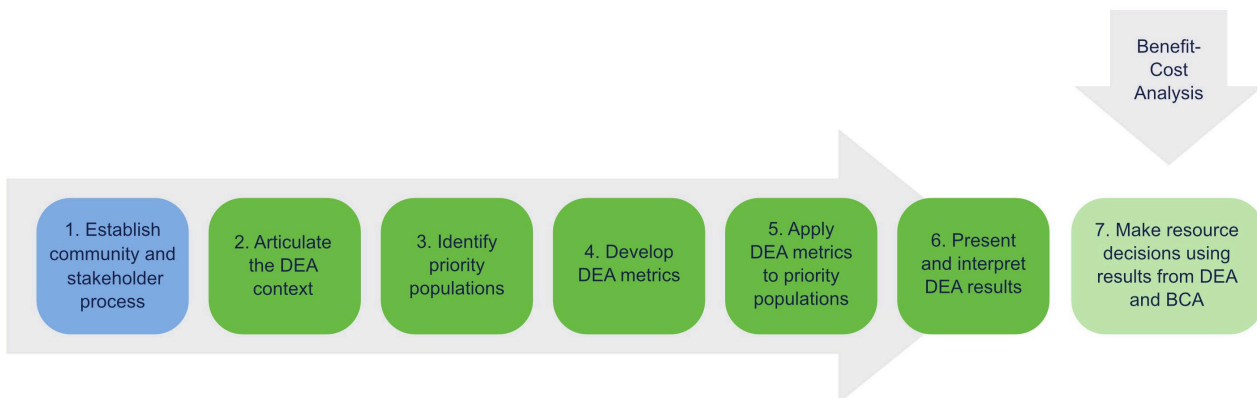 Benefit-
Cost
Analysis
1. Establish
community and
stakeholder
process
2. Articulate
the DEA
context
3. Identify
priority
populations
4. Develop
DEA metrics
5. Apply
DEA metrics
to priority
populations
6. Present
and interpret
DEA results
7. Make resource
decisions using
results from DEA
and BCA